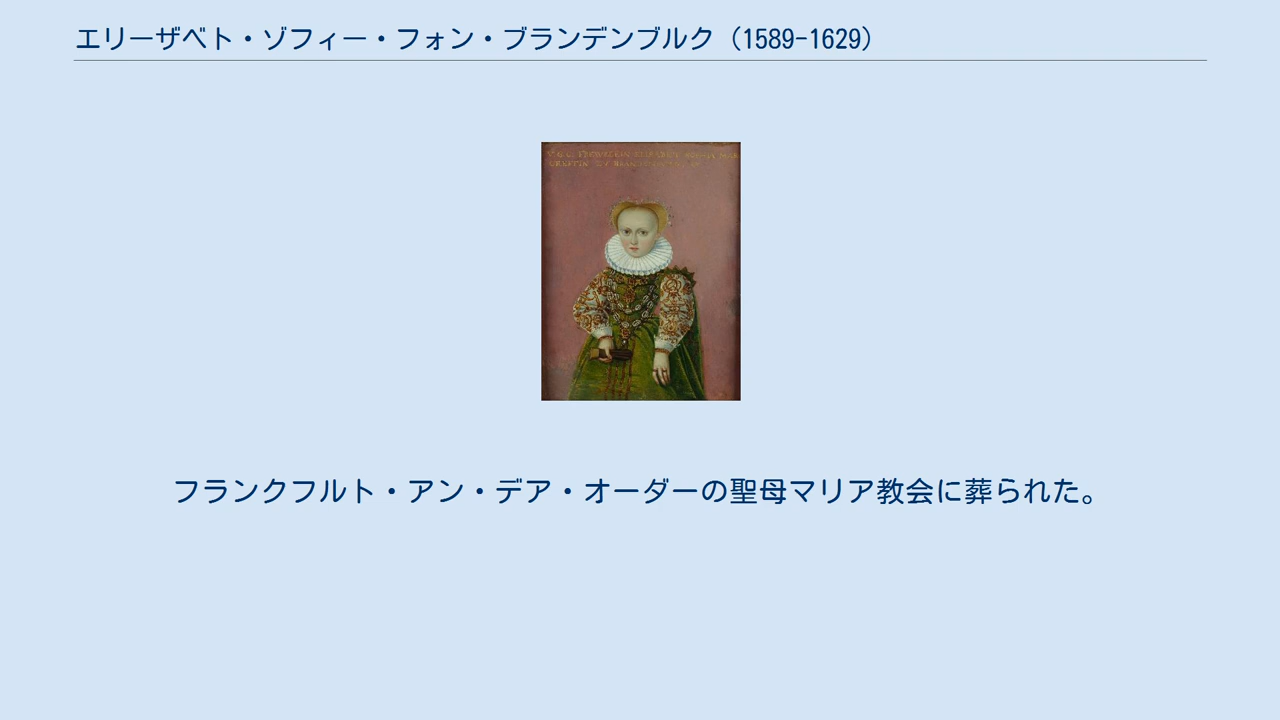 エリーザベト・ゾフィー・フォン・ブランデンブルク（1589-1629）
フランクフルト・アン・デア・オーダーの聖母マリア教会に葬られた。